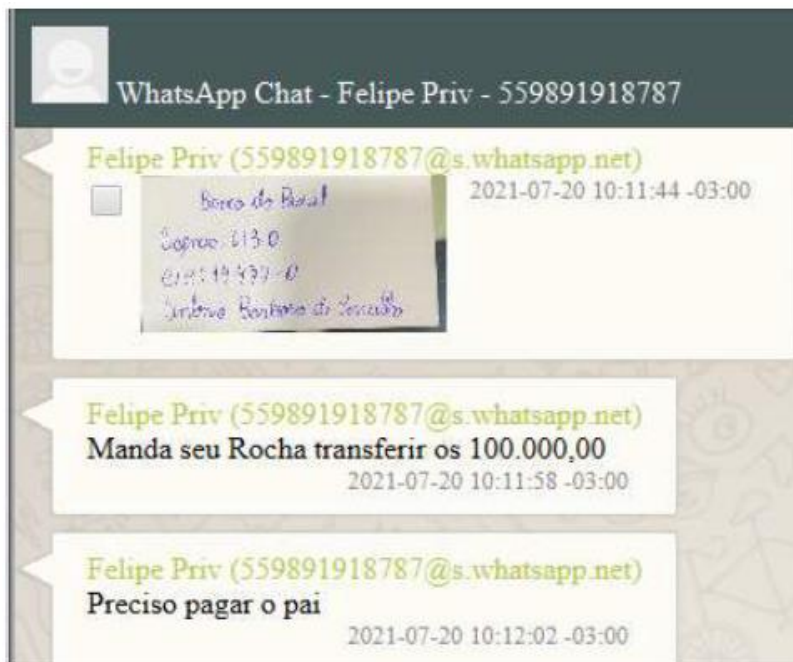 WhatsApp Chat - Felipe Priv - 559891918787
Felipe Priv (559891918787@s.whatsapp.net)
2021-07-20 10:11:44 -03:00
Banco do Brasil
Barbosa de
Felipe Priv (559891918787@s.whatsapp.net)
Manda seu Rocha transferir os 100.000,00
2021-07-20 10:11:58 -03:00
Felipe Priv (559891918787@s.whatsapp.net)
Preciso pagar o pai
2021-07-20 10:12:02 -03:00